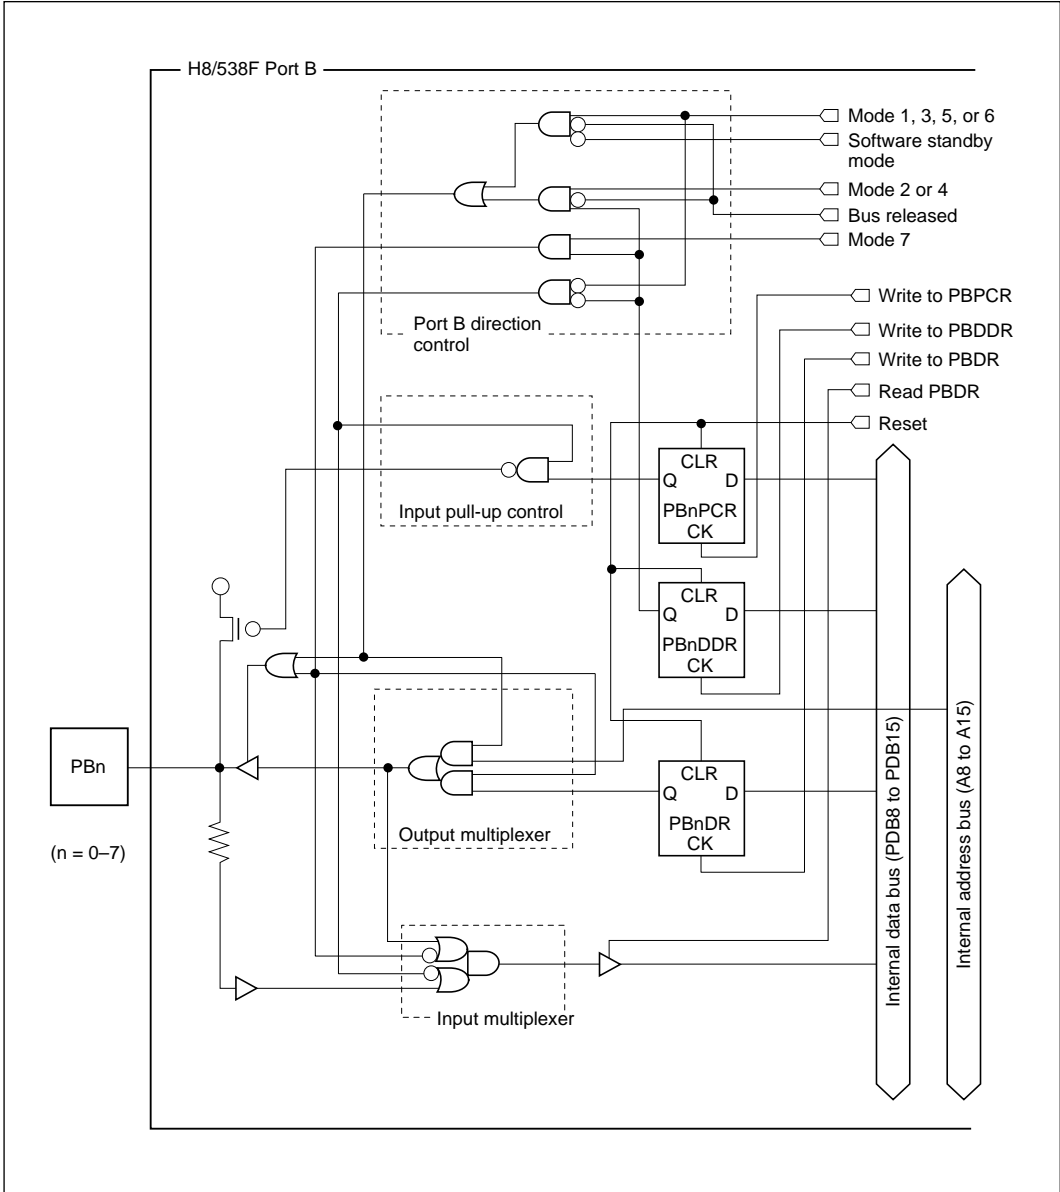 H8/538F Port B
Mode 1, 3, 5, or 6
Software standby
mode
Mode 2 or 4
Bus released
Mode 7
Port B direction
control
Write to PBPCR
Write to PBDDR
Write to PBDR
Read PBDR
Reset
CLR
Q D
PBnPCR
CK
Input pull-up control
CLR
Q D
PBnDDR
CK
PBn
(n = 0–7)
CLR
Q D
PBnDR
CK
Output multiplexer
Input multiplexer
Internal data bus (PDB8 to PDB15)
Internal address bus (A8 to A15)